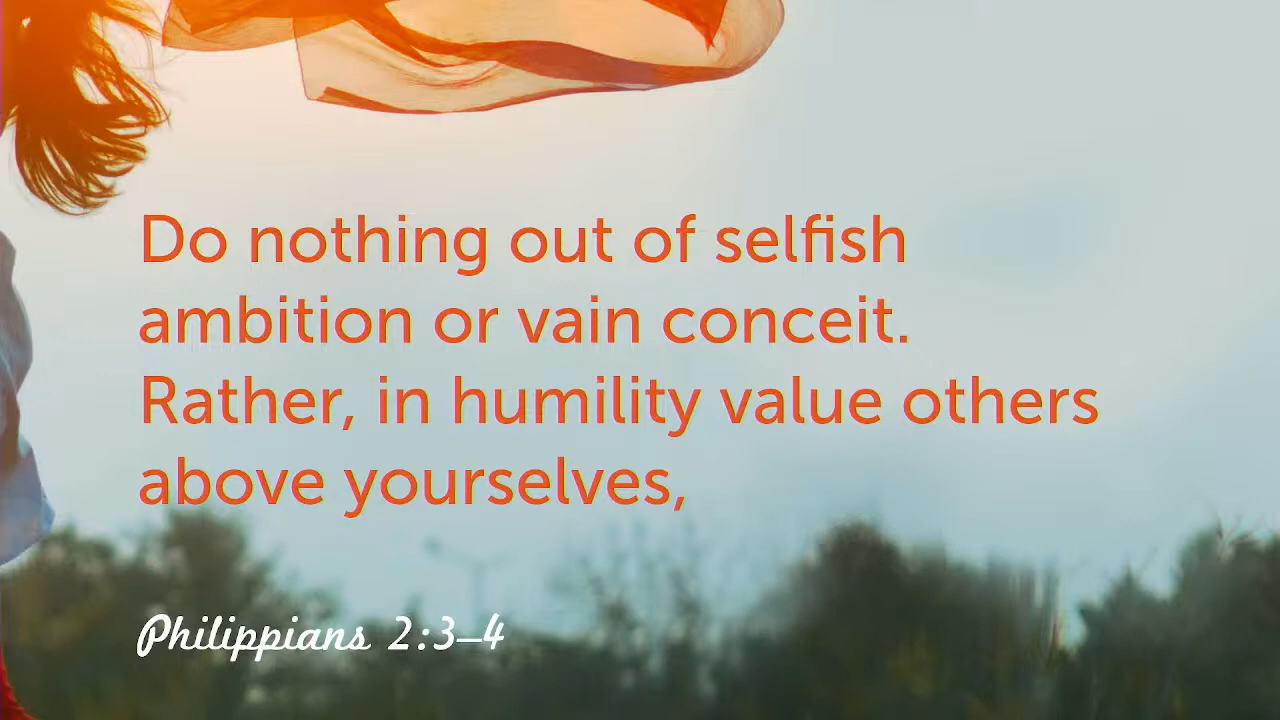 Do nothing out of selfish
ambition or vain conceit.
Rather, in humility value others
above yourselves,
Philippians 2:3–4